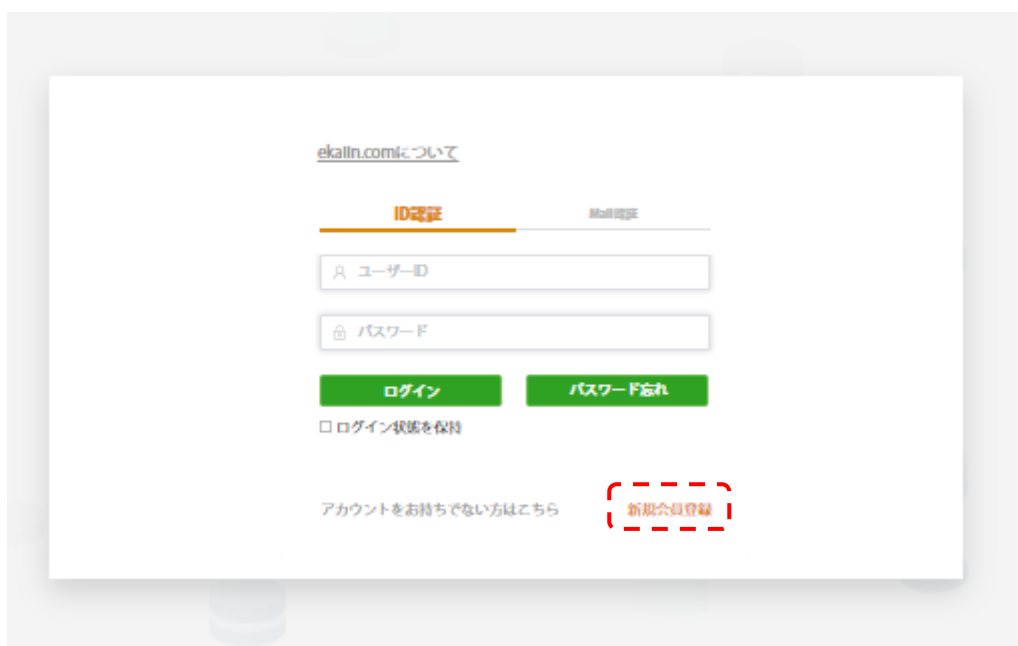 ekaiin.comについて
ID認証
Mail認証
ユーザーID
パスワード
ログイン
パスワード忘れ
ログイン状態を保持
アカウントをお持ちでない方はこちら
新規会員登録